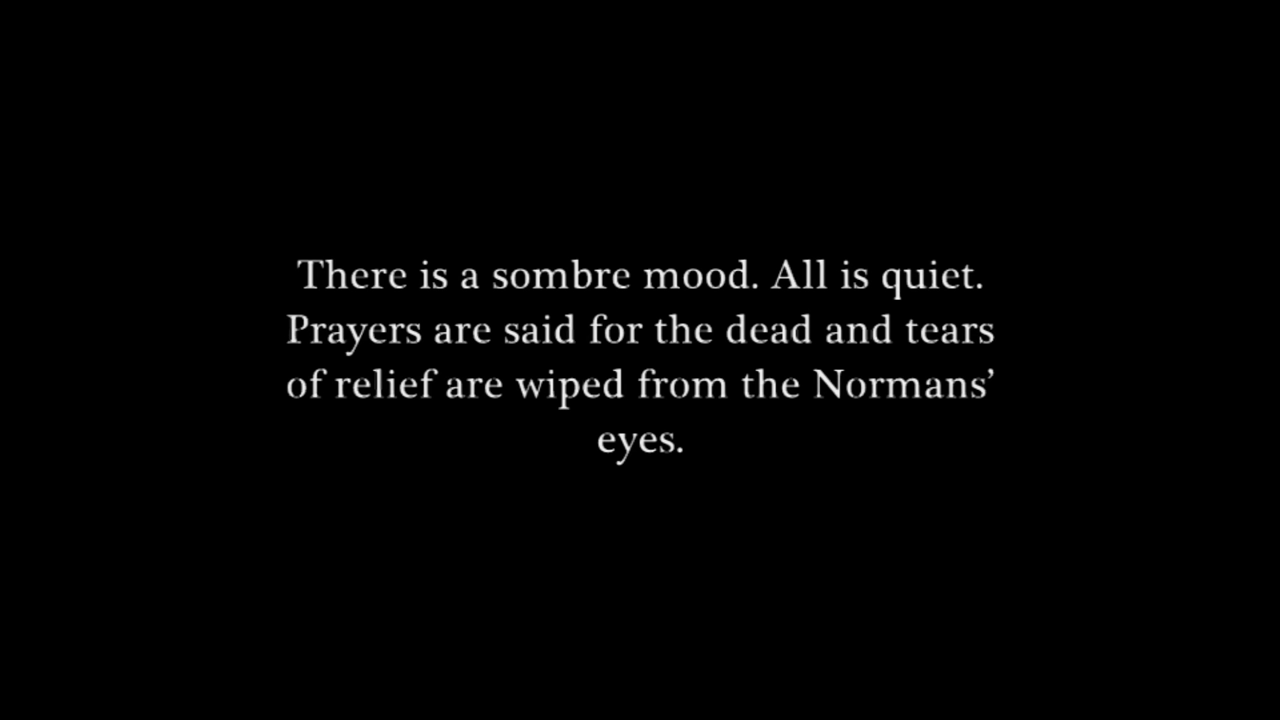 There is a sombre mood. All is quiet.
Prayers are said for the dead and tears
of relief are wiped from the Normans’
eyes.